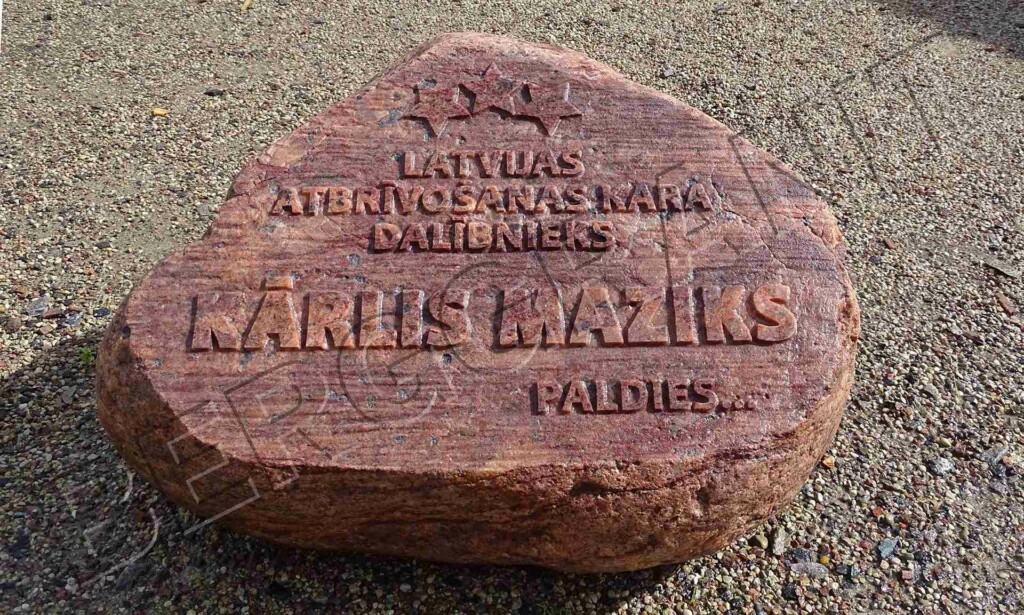 LATVIJAS
ATBRĪVOŠANAS KARA
DALĪBNIEKS
KĀRLIS MAZIKS
PALDIES...